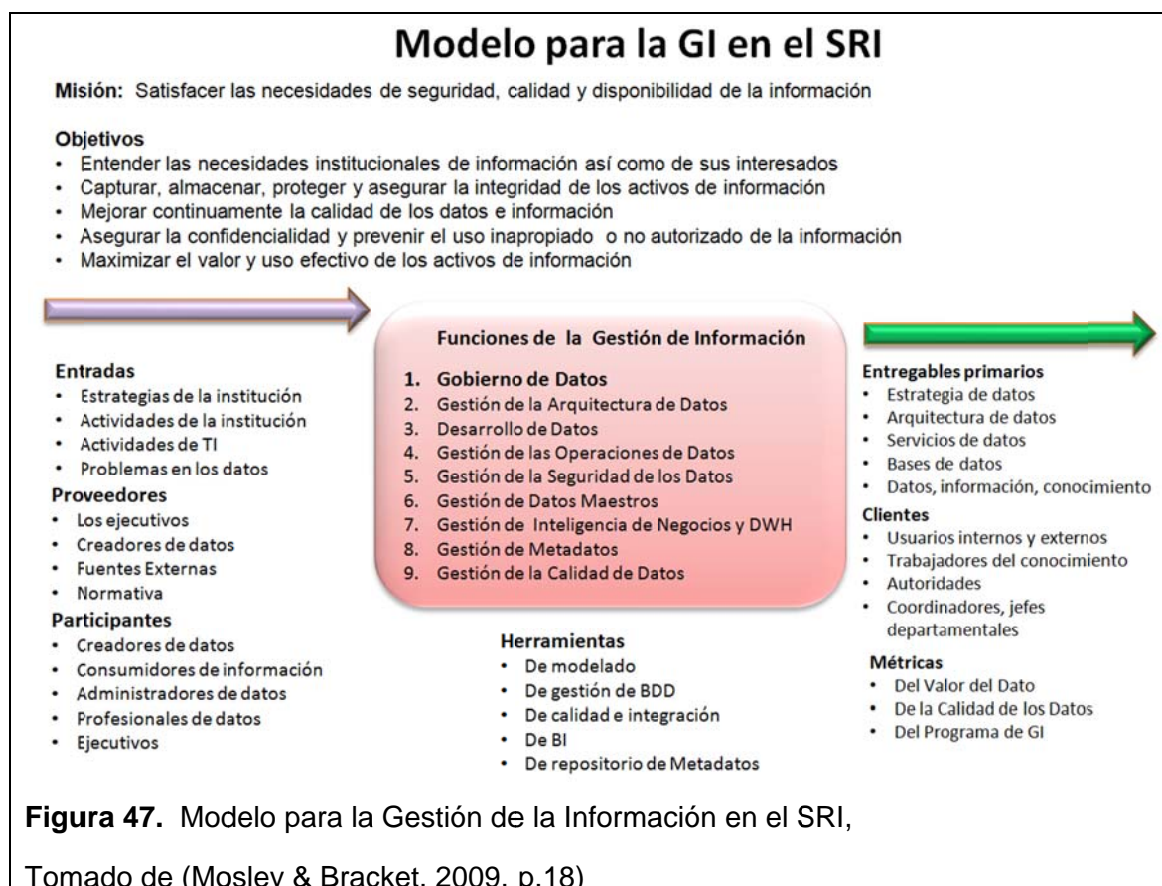 Modelo para la GI en el SRI
Misión: Satisfacer las necesidades de seguridad, calidad y disponibilidad de la información
Objetivos
• Entender las necesidades institucionales de información así como de sus interesados
• Capturar, almacenar, proteger y asegurar la integridad de los activos de información
• Mejorar continuamente la calidad de los datos e información
• Asegurar la confidencialidad y prevenir el uso inapropiado o no autorizado de la información
• Maximizar el valor y uso efectivo de los activos de información
Entradas
• Estrategias de la institución
• Actividades de la institución
• Actividades de TI
• Problemas en los datos
Proveedores
• Los ejecutivos
• Creadores de datos
• Fuentes Externas
• Normativa
Participantes
• Creadores de datos
• Consumidores de información
• Administradores de datos
• Profesionales de datos
• Ejecutivos
Funciones de la Gestión de Información
1. Gobierno de Datos
2. Gestión de la Arquitectura de Datos
3. Desarrollo de Datos
4. Gestión de las Operaciones de Datos
5. Gestión de la Seguridad de los Datos
6. Gestión de Datos Maestros
7. Gestión de Inteligencia de Negocios y DWH
8. Gestión de Metadatos
9. Gestión de la Calidad de Datos
Herramientas
• De modelado
• De gestión de BDD
• De calidad e integración
• De BI
• De repositorio de Metadatos
Entregables primarios
• Estrategia de datos
• Arquitectura de datos
• Servicios de datos
• Bases de datos
• Datos, información, conocimiento
Clientes
• Usuarios internos y externos
• Trabajadores del conocimiento
• Autoridades
• Coordinadores, jefes
departamentales
Métricas
• Del Valor del Dato
• De la Calidad de los Datos
• Del Programa de GI
Figura 47. Modelo para la Gestión de la Información en el SRI,
Tomado de (Mosley & Bracket, 2009, p.18)